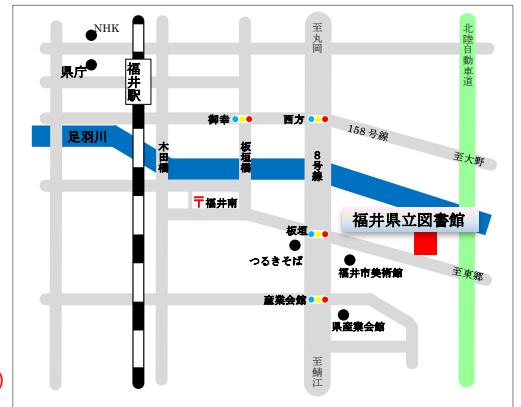 NHK
県庁
福井駅
至丸岡
北陸自動車道
御幸
西方
158号線
至大野
足羽川
木田橋
板垣橋
8号線
〒福井南
福井県立図書館
板垣
つるきそば
福井市美術館
至東郷
産業会館
県産業会館
至鯖江